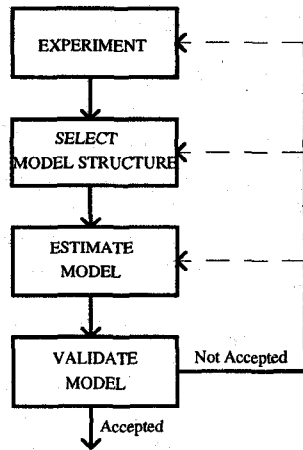 EXPERIMENT
SELECT
MODEL STRUCTURE
ESTIMATE
MODEL
VALIDATE
MODEL
Not Accepted
Accepted